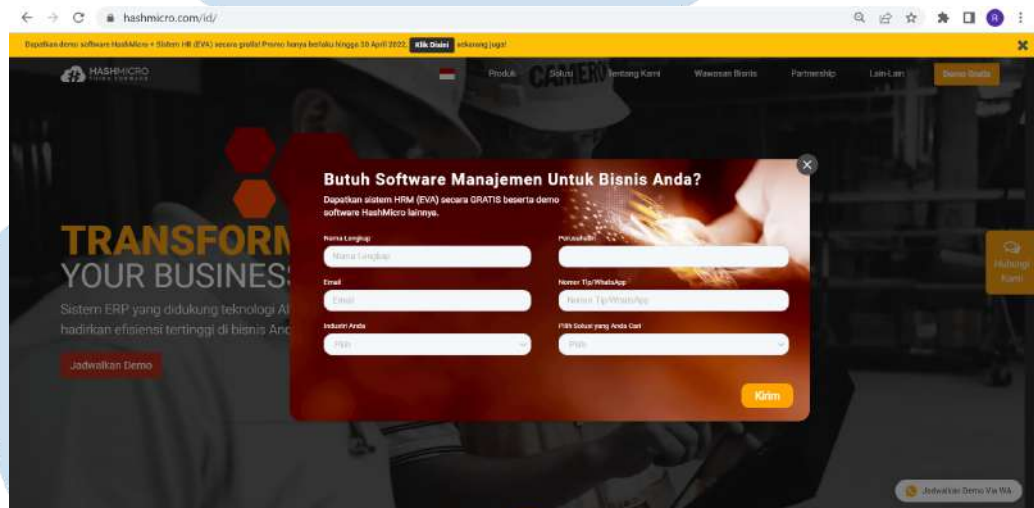 hashmicro.com/id/
Dapatkan demo software HashMicro + Sistem HR (EVA) secara gratis! Promo hanya berlaku hingga 30 April 2022. Klik Disini sekarang juga!
HASHMICRO
Produk Solusi Tentang Kami Wawasan Bisnis Partnership Lain-Lain Demo Gratis
CAMERO
TRANSFORM
YOUR BUSINESS
Sistem ERP yang didukung teknologi AI
hadirkan efisiensi tertinggi di bisnis And
Jadwalkan Demo
Butuh Software Manajemen Untuk Bisnis Anda?
Dapatkan sistem HRM (EVA) secara GRATIS beserta demo
software HashMicro lainnya.
Nama Lengkap Perusahaan
Nama Lengkap
Email Nomor Tlp/WhatsApp
Email Nomor Tlp/WhatsApp
Industri Anda Pilih Solusi yang Anda Cari
Pilih Pilih
Kirim
Hubungi
Kami
Jadwalkan Demo Via WA